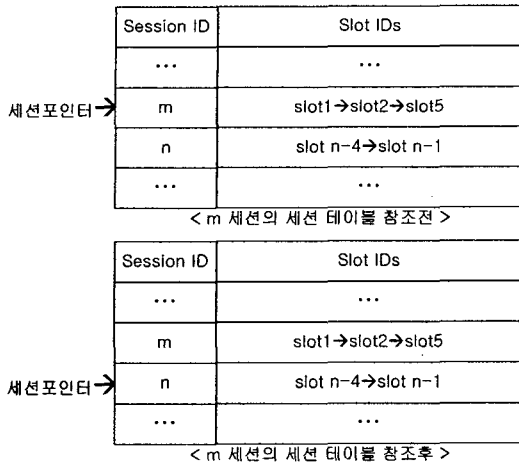 Session ID Slot IDs
... ...
세션포인터→ m slot1→slot2→slot5
n slot n-4→slot n-1
... ...
< m 세션의 세션 테이블 참조전 >
Session ID Slot IDs
... ...
m slot1→slot2→slot5
세션포인터→ n slot n-4→slot n-1
... ...
< m 세션의 세션 테이블 참조후 >